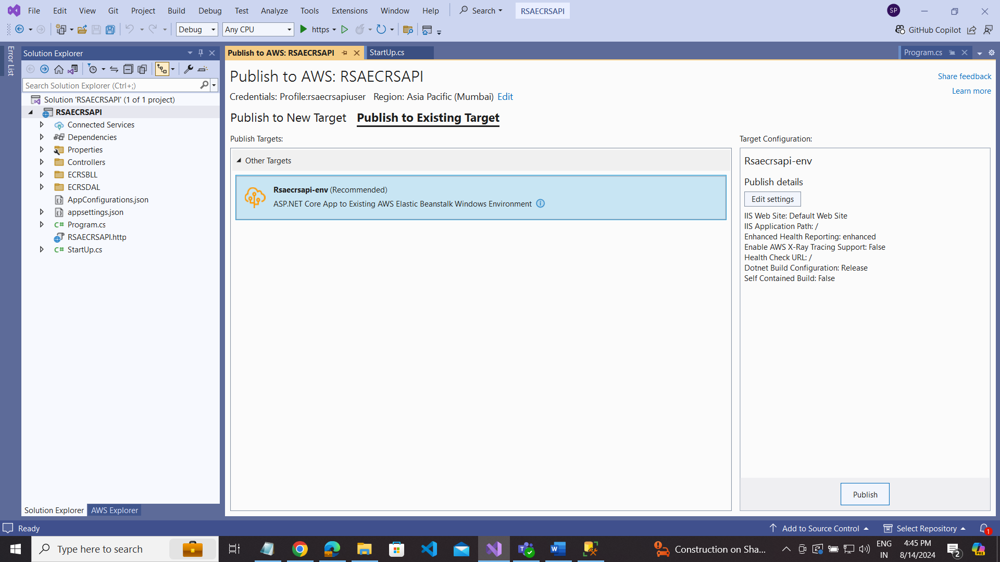 File Edit View Git Project Build Debug Test Analyze Tools Extensions Window Help Search RSAECRSAPI SP
Debug Any CPU https GitHub Copilot
Error List
Solution Explorer
Search Solution Explorer (Ctrl+;)
Solution 'RSAECRSAPI' (1 of 1 project)
RSAECRSAPI
Connected Services
Dependencies
Properties
Controllers
ECRSBLL
ECRSDAL
AppConfigurations.json
appsettings.json
C# Program.cs
RSAECRSAPI.http
C# StartUp.cs
Solution Explorer AWS Explorer
Publish to AWS: RSAECRSAPI StartUp.cs Program.cs
Publish to AWS: RSAECRSAPI
Share feedback
Learn more
Credentials: Profile:rsaecrsapiuser Region: Asia Pacific (Mumbai) Edit
Publish to New Target Publish to Existing Target
Publish Targets:
Other Targets
Rsaecrsapi-env (Recommended)
ASP.NET Core App to Existing AWS Elastic Beanstalk Windows Environment
Target Configuration:
Rsaecrsapi-env
Publish details
Edit settings
IIS Web Site: Default Web Site
IIS Application Path: /
Enhanced Health Reporting: enhanced
Enable AWS X-Ray Tracing Support: False
Health Check URL: /
Dotnet Build Configuration: Release
Self Contained Build: False
Publish
Ready Add to Source Control Select Repository 1
Type here to search Construction on Sha... ENG 4:45 PM
IN 8/14/2024 2 PRE